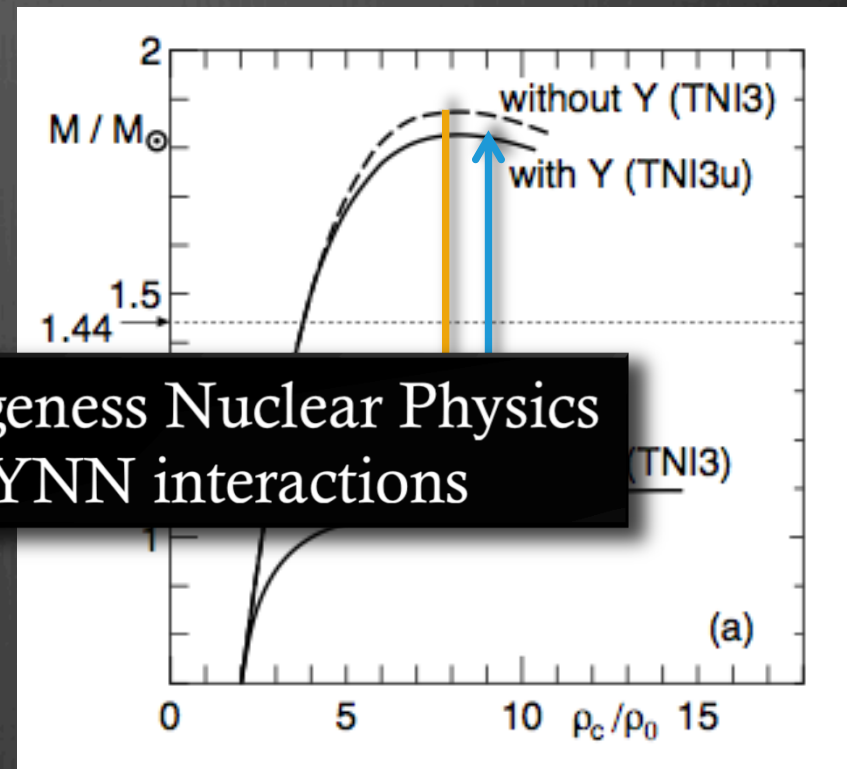 2
M / M☉
without Y (TNI3)
with Y (TNI3u)
1.5
1.44
geness Nuclear Physics
YNN interactions
(TNI3)
1
(a)
0 5 10 ρc/ρ0 15